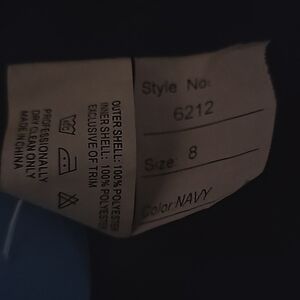 Style No:
6212
Size: 8
Color: NAVY
OUTER SHELL: 100% POLYESTER
INNER SHELL: 100% POLYESTER
EXCLUSIVE OF TRIM
PROFESSIONALLY
DRY CLEAN ONLY
MADE IN CHINA